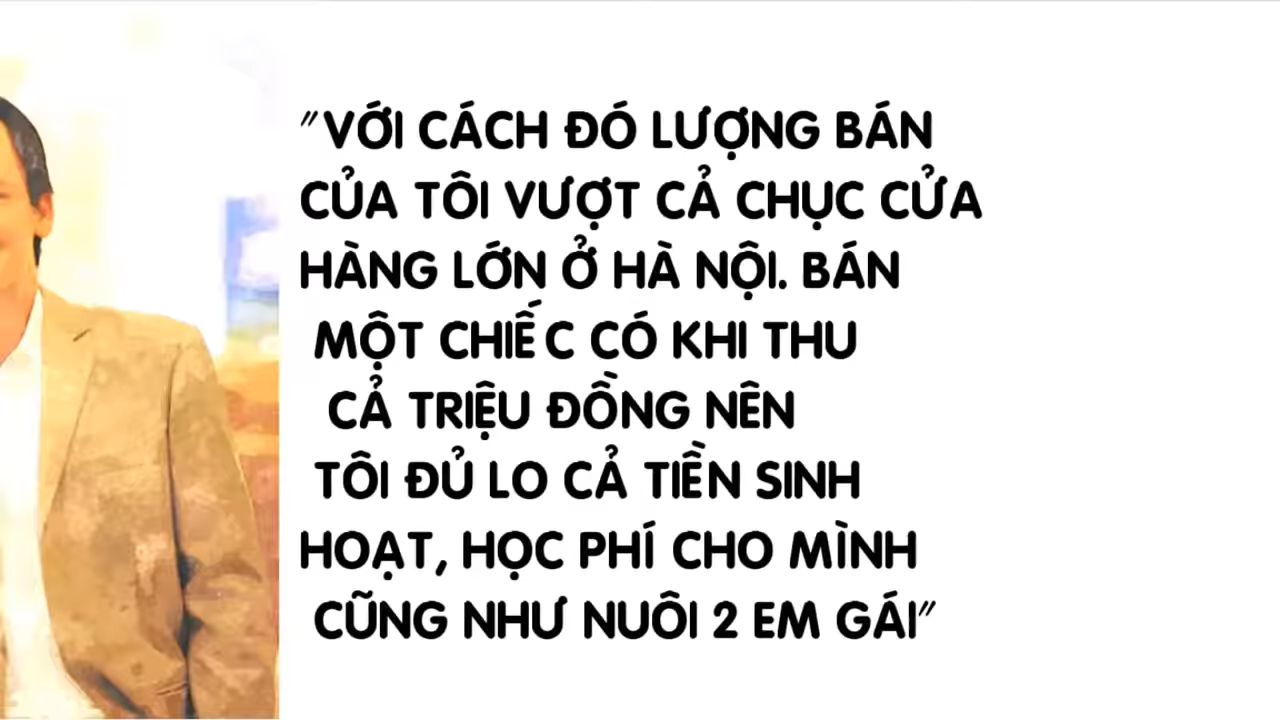 "VỚI CÁCH ĐÓ LƯỢNG BÁN
CỦA TÔI VƯỢT CẢ CHỤC CỬA
HÀNG LỚN Ở HÀ NỘI. BÁN
MỘT CHIẾC CÓ KHI THU
CẢ TRIỆU ĐỒNG NÊN
TÔI ĐỦ LO CẢ TIỀN SINH
HOẠT, HỌC PHÍ CHO MÌNH
CŨNG NHƯ NUÔI 2 EM GÁI"